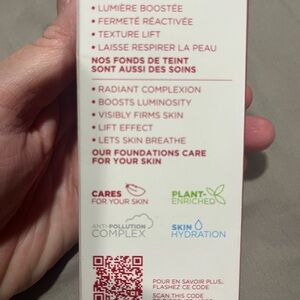 • LUMIÈRE BOOSTÉE
• FERMETÉ RÉACTIVÉE
• TEXTURE LIFT
• LAISSE RESPIRER LA PEAU
NOS FONDS DE TEINT
SONT AUSSI DES SOINS
• RADIANT COMPLEXION
• BOOSTS LUMINOSITY
• VISIBLY FIRMS SKIN
• LIFT EFFECT
• LETS SKIN BREATHE
OUR FOUNDATIONS CARE
FOR YOUR SKIN
CARES
FOR YOUR SKIN
PLANT-
ENRICHED
ANTI-POLLUTION
COMPLEX
SKIN
HYDRATION
POUR EN SAVOIR PLUS,
FLASHEZ CE CODE
SCAN THIS CODE